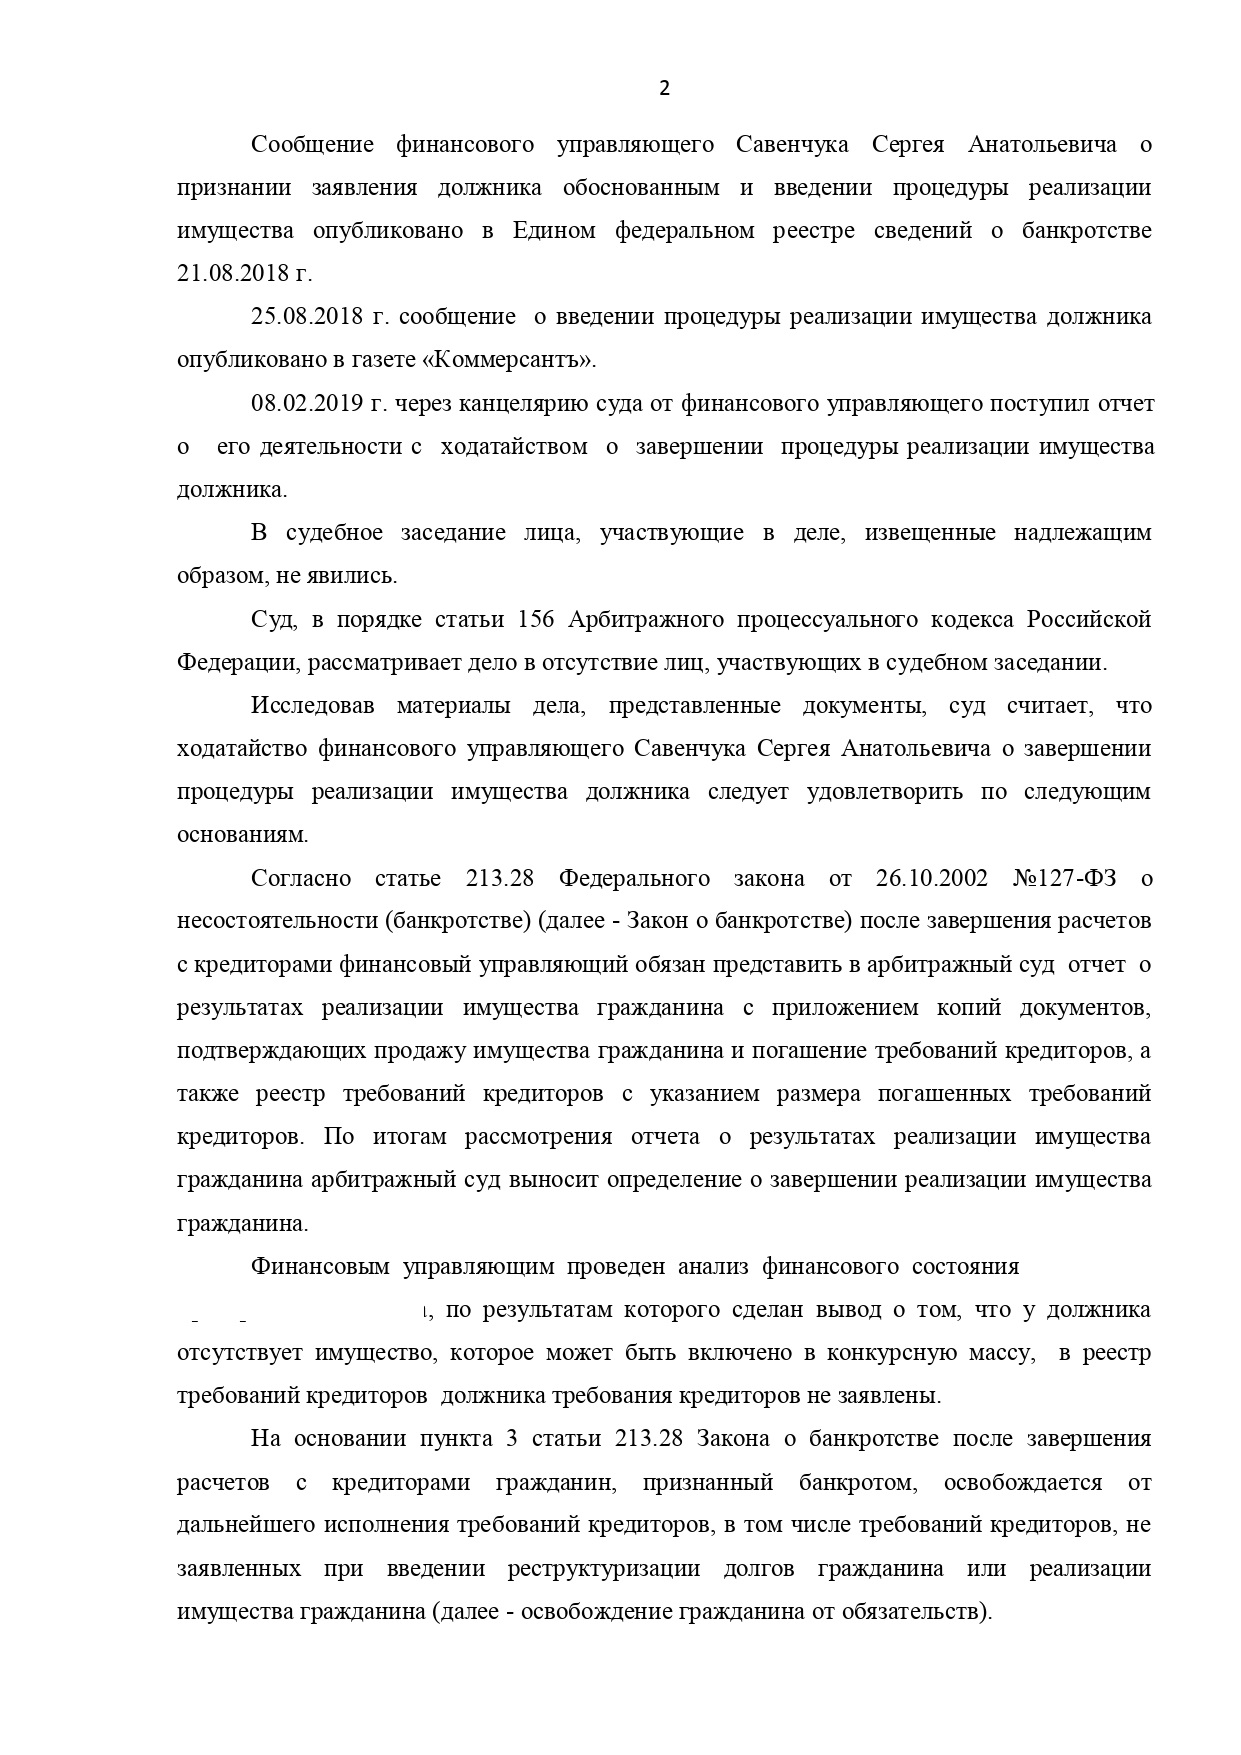 2
Сообщение финансового управляющего Савенчука Сергея Анатольевича о
признании заявления должника обоснованным и введении процедуры реализации
имущества опубликовано в Едином федеральном реестре сведений о банкротстве
21.08.2018 г.
25.08.2018 г. сообщение о введении процедуры реализации имущества должника
опубликовано в газете «Коммерсантъ».
08.02.2019 г. через канцелярию суда от финансового управляющего поступил отчет
о его деятельности с ходатайством о завершении процедуры реализации имущества
должника.
В судебное заседание лица, участвующие в деле, извещенные надлежащим
образом, не явились.
Суд, в порядке статьи 156 Арбитражного процессуального кодекса Российской
Федерации, рассматривает дело в отсутствие лиц, участвующих в судебном заседании.
Исследовав материалы дела, представленные документы, суд считает, что
ходатайство финансового управляющего Савенчука Сергея Анатольевича о завершении
процедуры реализации имущества должника следует удовлетворить по следующим
основаниям.
Согласно статье 213.28 Федерального закона от 26.10.2002 №127-ФЗ о
несостоятельности (банкротстве) (далее - Закон о банкротстве) после завершения расчетов
с кредиторами финансовый управляющий обязан представить в арбитражный суд отчет о
результатах реализации имущества гражданина с приложением копий документов,
подтверждающих продажу имущества гражданина и погашение требований кредиторов, а
также реестр требований кредиторов с указанием размера погашенных требований
кредиторов. По итогам рассмотрения отчета о результатах реализации имущества
гражданина арбитражный суд выносит определение о завершении реализации имущества
гражданина.
Финансовым управляющим проведен анализ финансового состояния
, по результатам которого сделан вывод о том, что у должника
отсутствует имущество, которое может быть включено в конкурсную массу, в реестр
требований кредиторов должника требования кредиторов не заявлены.
На основании пункта 3 статьи 213.28 Закона о банкротстве после завершения
расчетов с кредиторами гражданин, признанный банкротом, освобождается от
дальнейшего исполнения требований кредиторов, в том числе требований кредиторов, не
заявленных при введении реструктуризации долгов гражданина или реализации
имущества гражданина (далее - освобождение гражданина от обязательств).